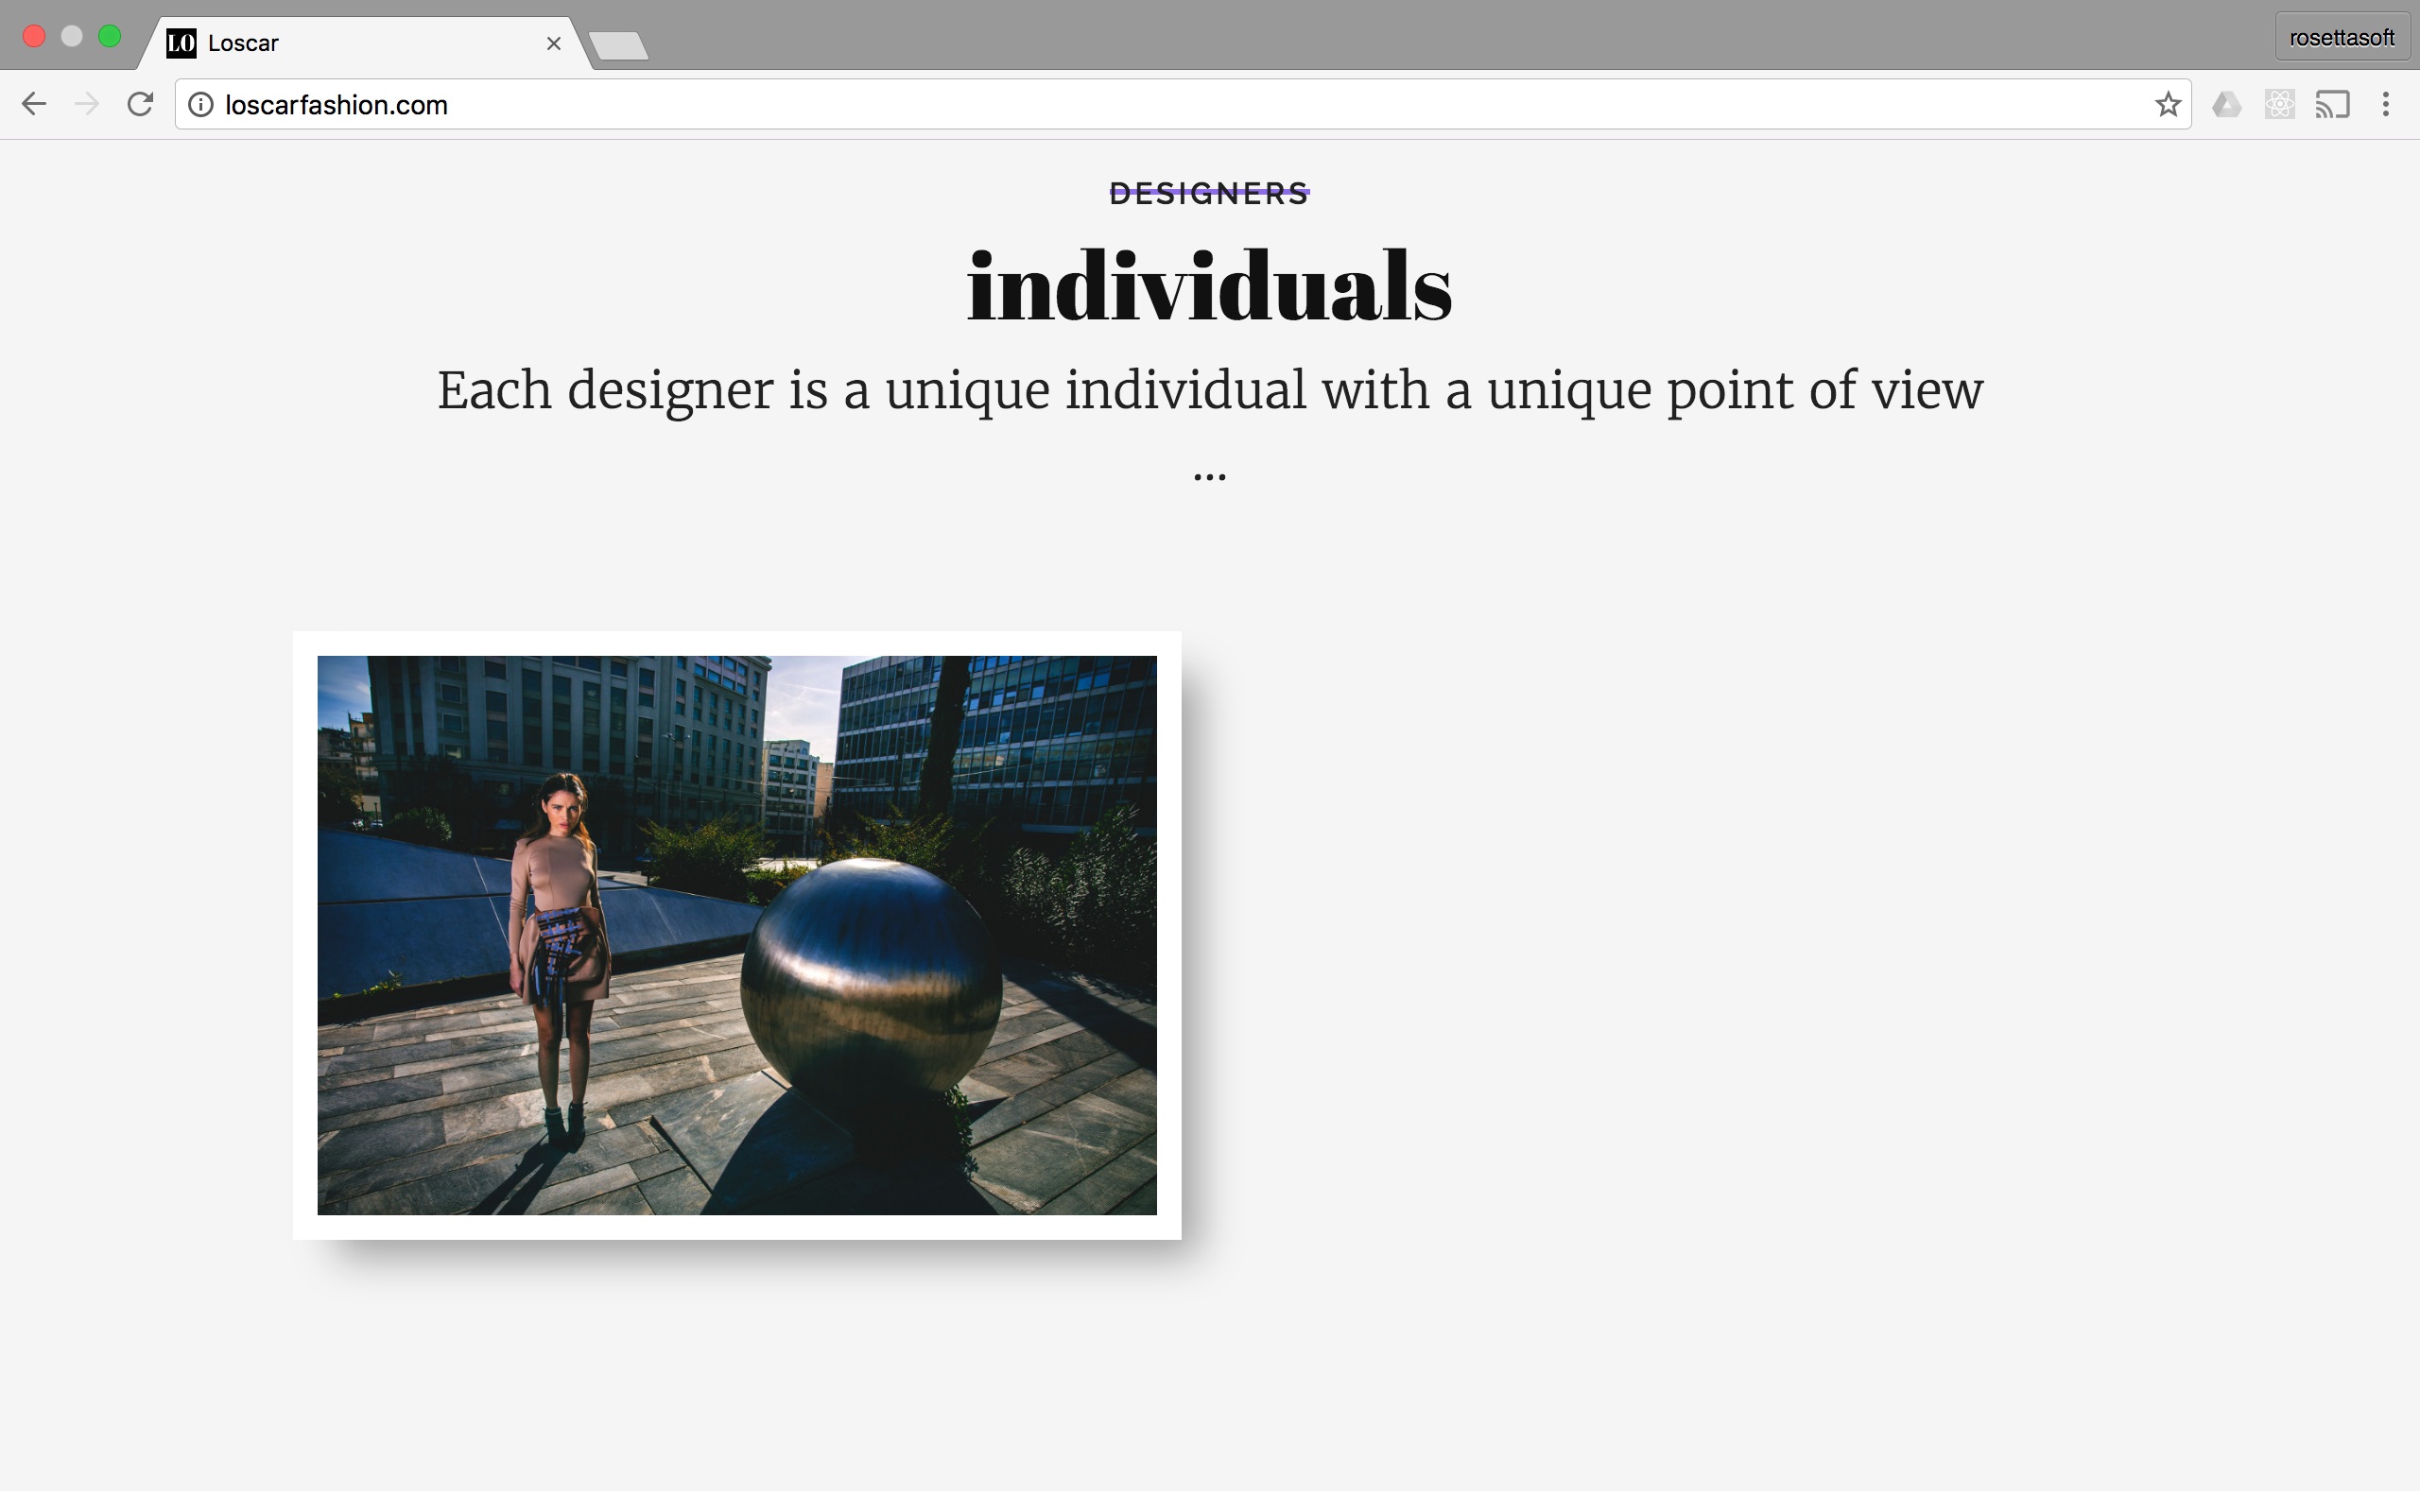 LO Loscar
rosettasoft
loscarfashion.com
DESIGNERS
individuals
Each designer is a unique individual with a unique point of view
...